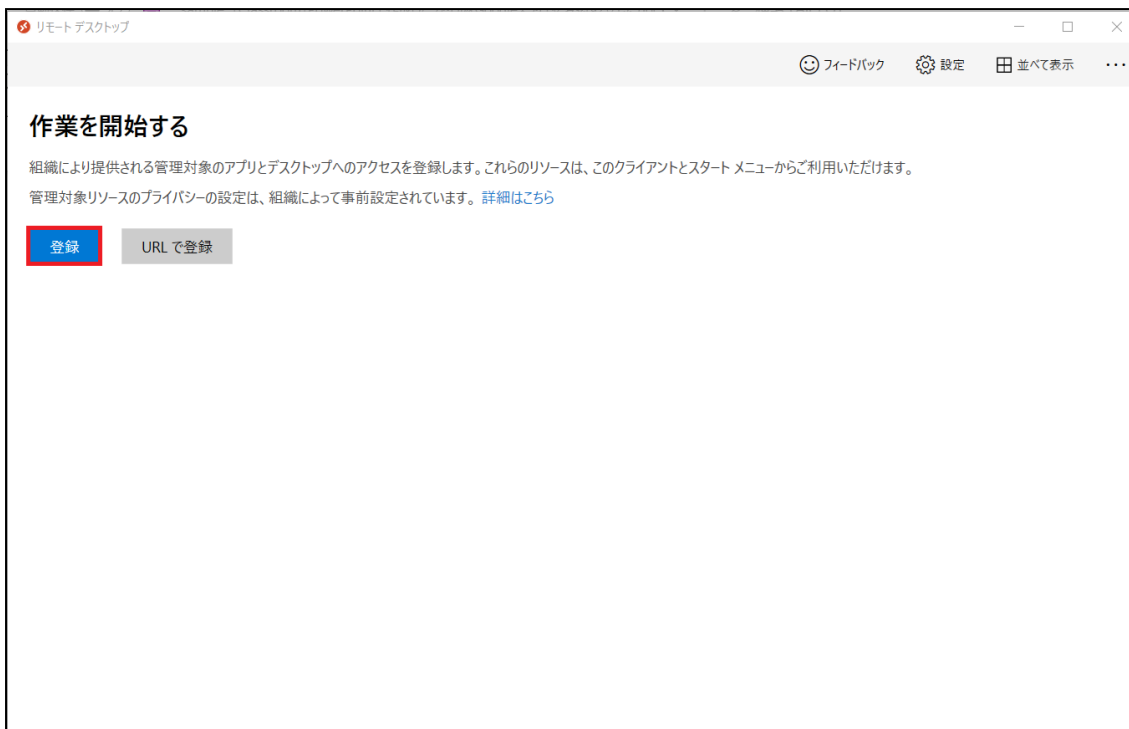 リモート デスクトップ
フィードバック 設定 並べて表示 ...
作業を開始する
組織により提供される管理対象のアプリとデスクトップへのアクセスを登録します。これらのリソースは、このクライアントとスタート メニューからご利用いただけます。
管理対象リソースのプライバシーの設定は、組織によって事前設定されています。 詳細はこちら
登録 URL で登録